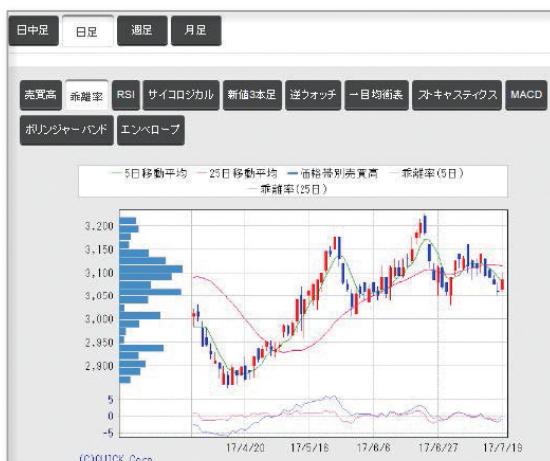 日中足 日足 週足 月足
売買高 乖離率 RSI サイコロジカル 新値3本足 逆ウォッチ 一目均衡表 ストキャスティクス MACD
ボリンジャーバンド エンベロープ
5日移動平均 25日移動平均 価格帯別売買高 乖離率(5日)
乖離率(25日)
3,200
3,150
3,100
3,050
3,000
2,950
2,900
5
0
-5
17/4/20 17/5/16 17/6/6 17/6/27 17/7/19
(C)QUICK Corp.